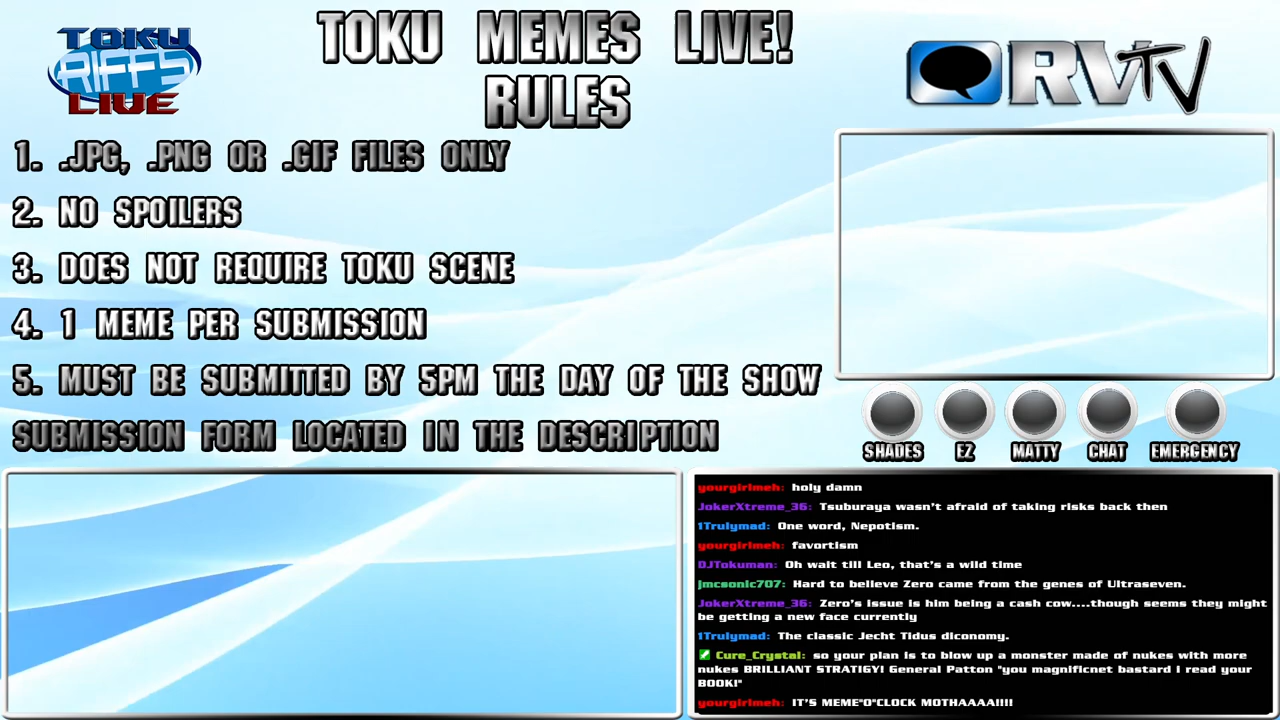 TOKU RIFFS LIVE
TOKU MEMES LIVE!
RULES
RVTV
1. .JPG, .PNG OR .GIF FILES ONLY
2. NO SPOILERS
3. DOES NOT REQUIRE TOKU SCENE
4. 1 MEME PER SUBMISSION
5. MUST BE SUBMITTED BY 5PM THE DAY OF THE SHOW
SUBMISSION FORM LOCATED IN THE DESCRIPTION
SHADES EZ MATTY CHAT EMERGENCY
yourgirlmeh: holy damn
JokerXtreme_36: Tsuburaya wasn't afraid of taking risks back then
1Trulymad: One word, Nepotism.
yourgirlmeh: favortism
DJTokuman: Oh wait till Leo, that's a wild time
Jmcsonic707: Hard to believe Zero came from the genes of Ultraseven.
JokerXtreme_36: Zero's issue is him being a cash cow....though seems they might
be getting a new face currently
1Trulymad: The classic Jecht Tidus diconomy.
Cure_Crystal: so your plan is to blow up a monster made of nukes with more
nukes BRILLIANT STRATIGY! General Patton "you magnificnet bastard i read your
BOOK!"
yourgirlmeh: IT'S MEME"O"CLOCK MOTHAAAA!!!!